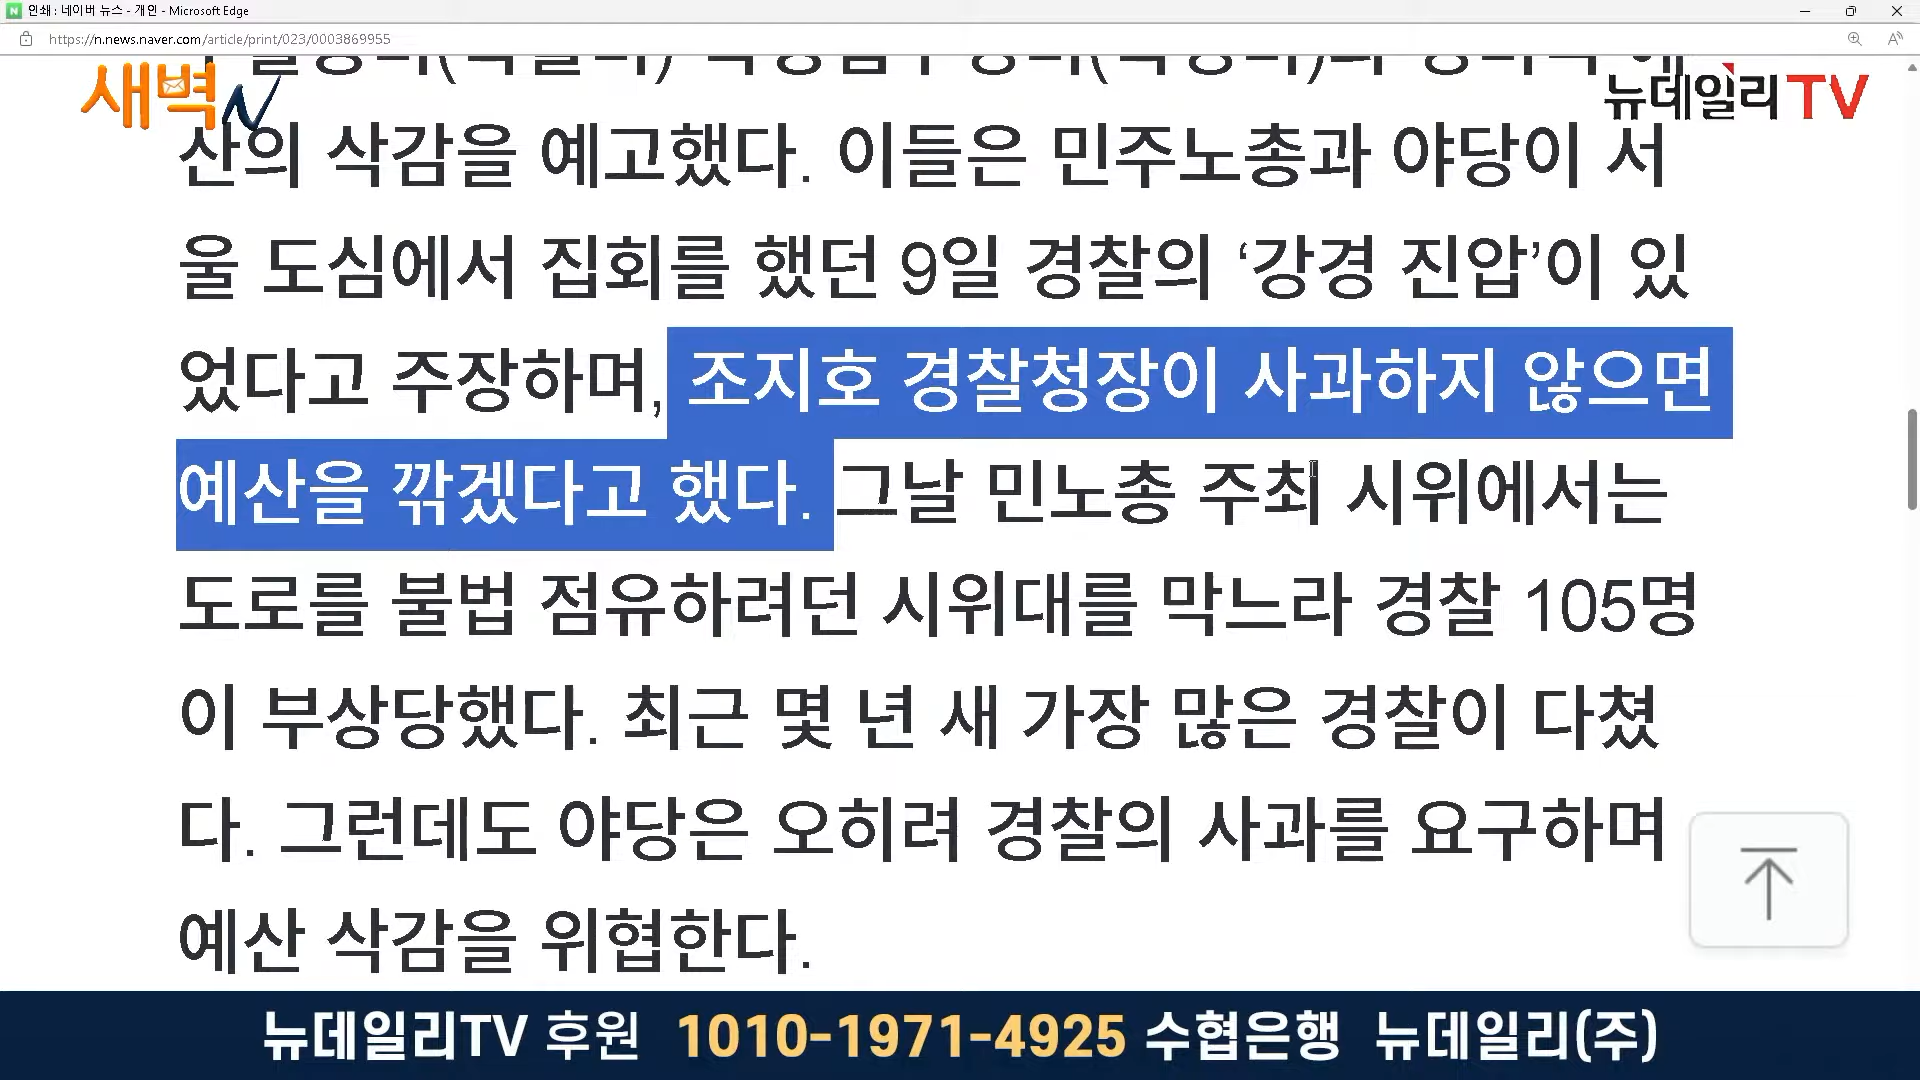 인쇄 : 네이버 뉴스 - 개인 - Microsoft Edge
https://n.news.naver.com/article/print/023/0003869955
새벽N
뉴데일리TV
산의 삭감을 예고했다. 이들은 민주노총과 야당이 서
울 도심에서 집회를 했던 9일 경찰의 ‘강경 진압’이 있
었다고 주장하며, 조지호 경찰청장이 사과하지 않으면
예산을 깎겠다고 했다. 그날 민노총 주최 시위에서는
도로를 불법 점유하려던 시위대를 막느라 경찰 105명
이 부상당했다. 최근 몇 년 새 가장 많은 경찰이 다쳤
다. 그런데도 야당은 오히려 경찰의 사과를 요구하며
예산 삭감을 위협한다.
뉴데일리TV 후원 1010-1971-4925 수협은행 뉴데일리(주)